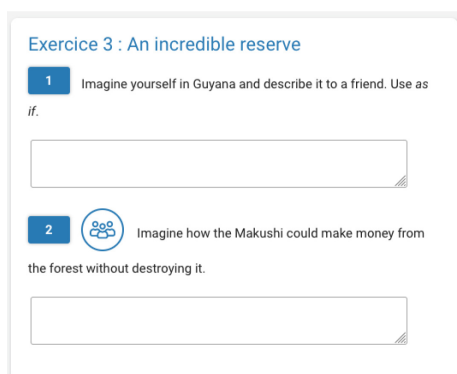 Exercice 3 : An incredible reserve
1 Imagine yourself in Guyana and describe it to a friend. Use as
if.
2 Imagine how the Makushi could make money from
the forest without destroying it.